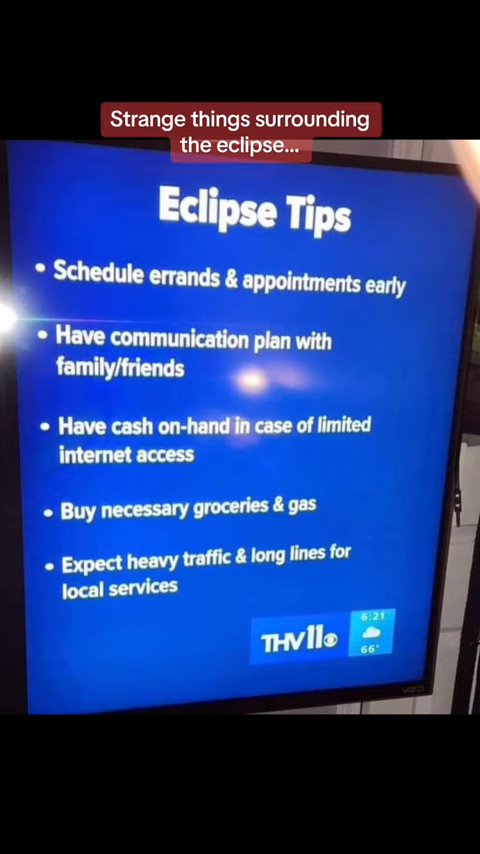 Strange things surrounding
the eclipse...
Eclipse Tips
• Schedule errands & appointments early
• Have communication plan with
family/friends
• Have cash on-hand in case of limited
internet access
• Buy necessary groceries & gas
• Expect heavy traffic & long lines for
local services
THV11
6:21
66°
VIZIO